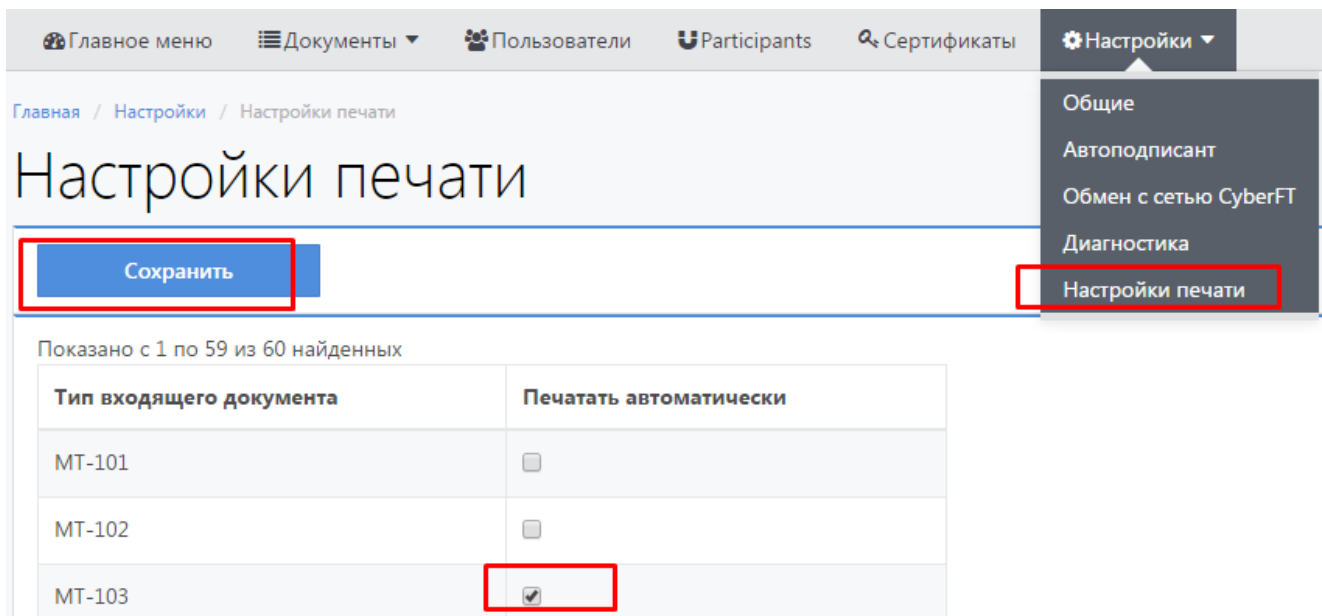 Главное меню Документы Пользователи Participants Сертификаты Настройки
Главная / Настройки / Настройки печати
Настройки печати
Общие
Автоподписант
Обмен с сетью CyberFT
Диагностика
Настройки печати
Сохранить
Показано с 1 по 59 из 60 найденных
Тип входящего документа Печатать автоматически
MT-101
MT-102
MT-103